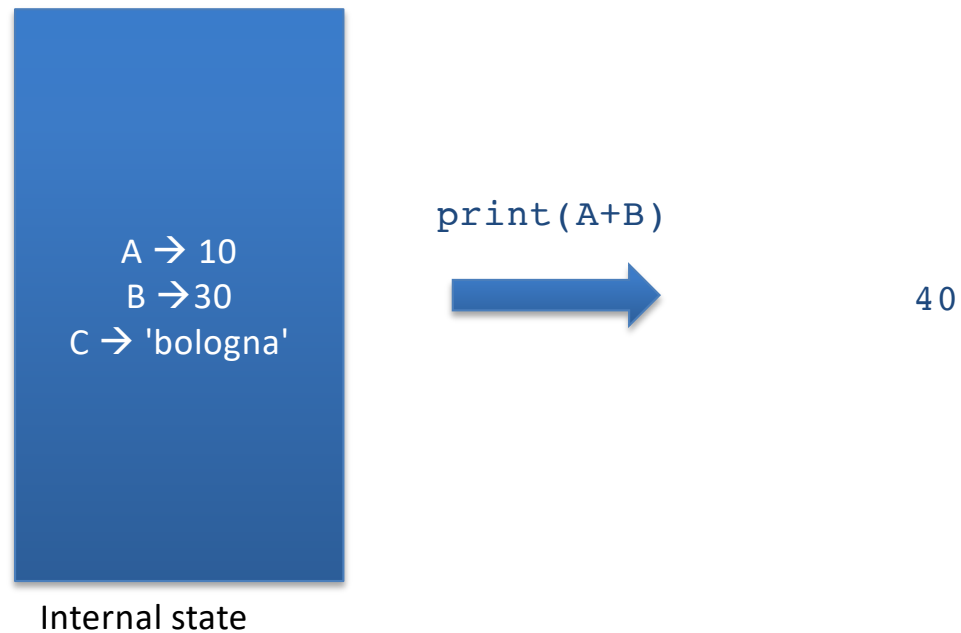 print(A+B)
A → 10
B →30
C → 'bologna'
40
Internal state